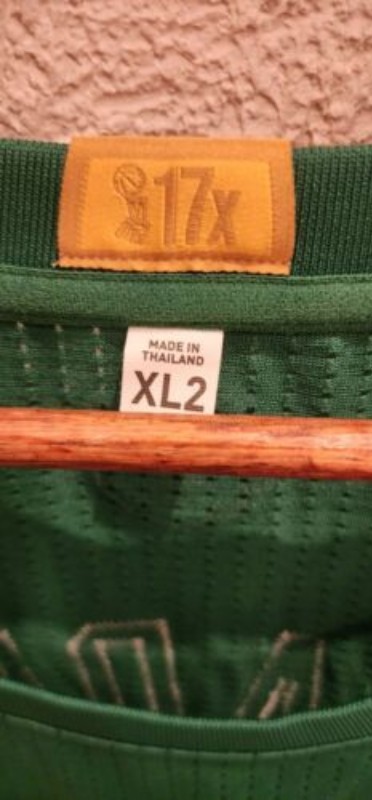 17x
MADE IN
THAILAND
XL2